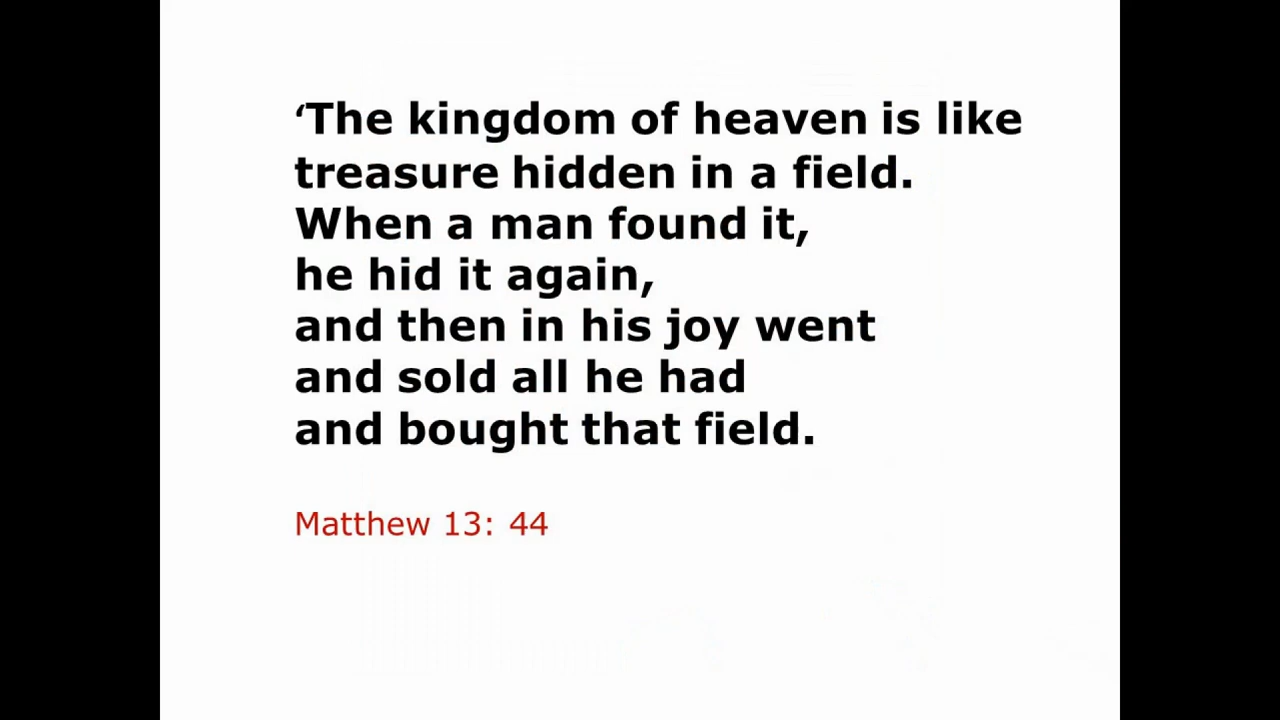 ‘The kingdom of heaven is like
treasure hidden in a field.
When a man found it,
he hid it again,
and then in his joy went
and sold all he had
and bought that field.
Matthew 13: 44